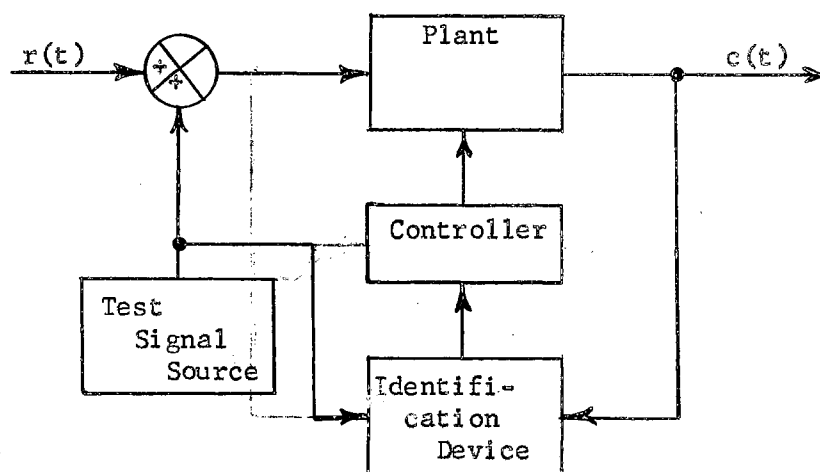 r(t)
+
+
Plant
c(t)
Controller
Test
Signal
Source
Identifi-
cation
Device